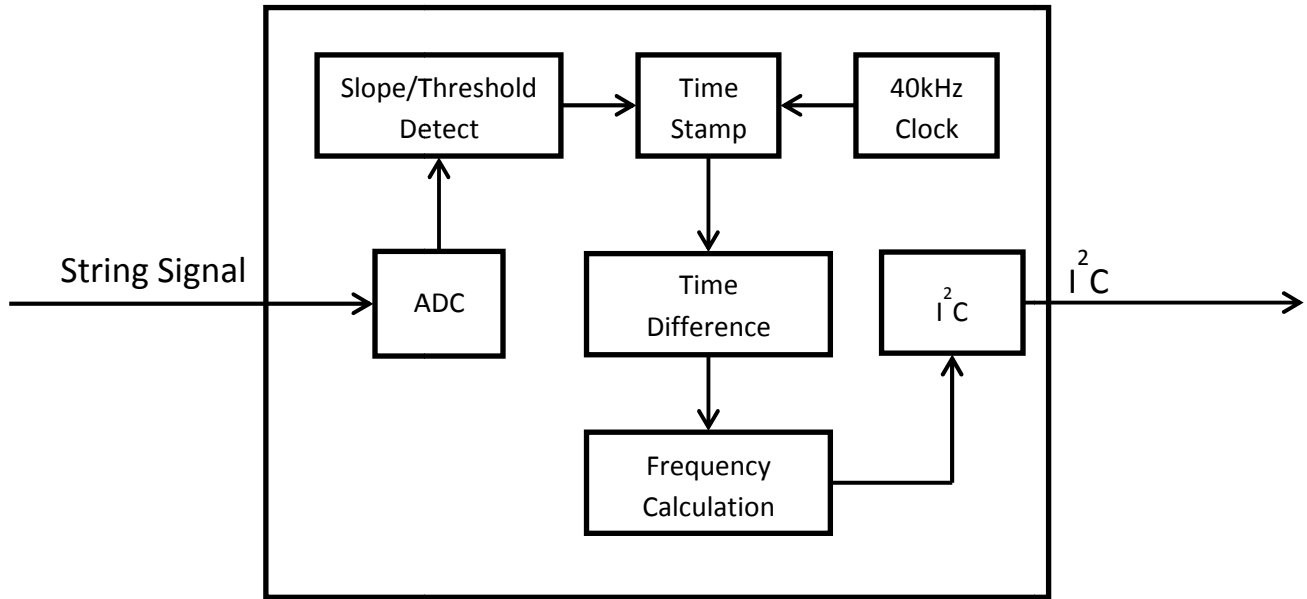 Slope/Threshold
Detect
Time
Stamp
40kHz
Clock
String Signal
ADC
Time
Difference
I²C
I²C
Frequency
Calculation